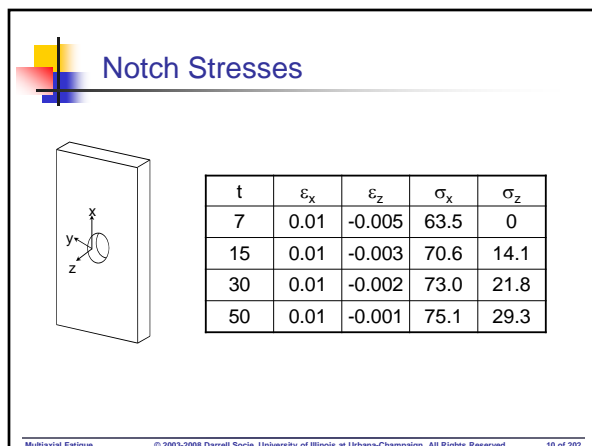 Notch Stresses
x
y
z
t εx εz σx σz
7 0.01 -0.005 63.5 0
15 0.01 -0.003 70.6 14.1
30 0.01 -0.002 73.0 21.8
50 0.01 -0.001 75.1 29.3
Multiaxial Fatigue © 2003-2008 Darrell Socie, University of Illinois at Urbana-Champaign, All Rights Reserved 10 of 202